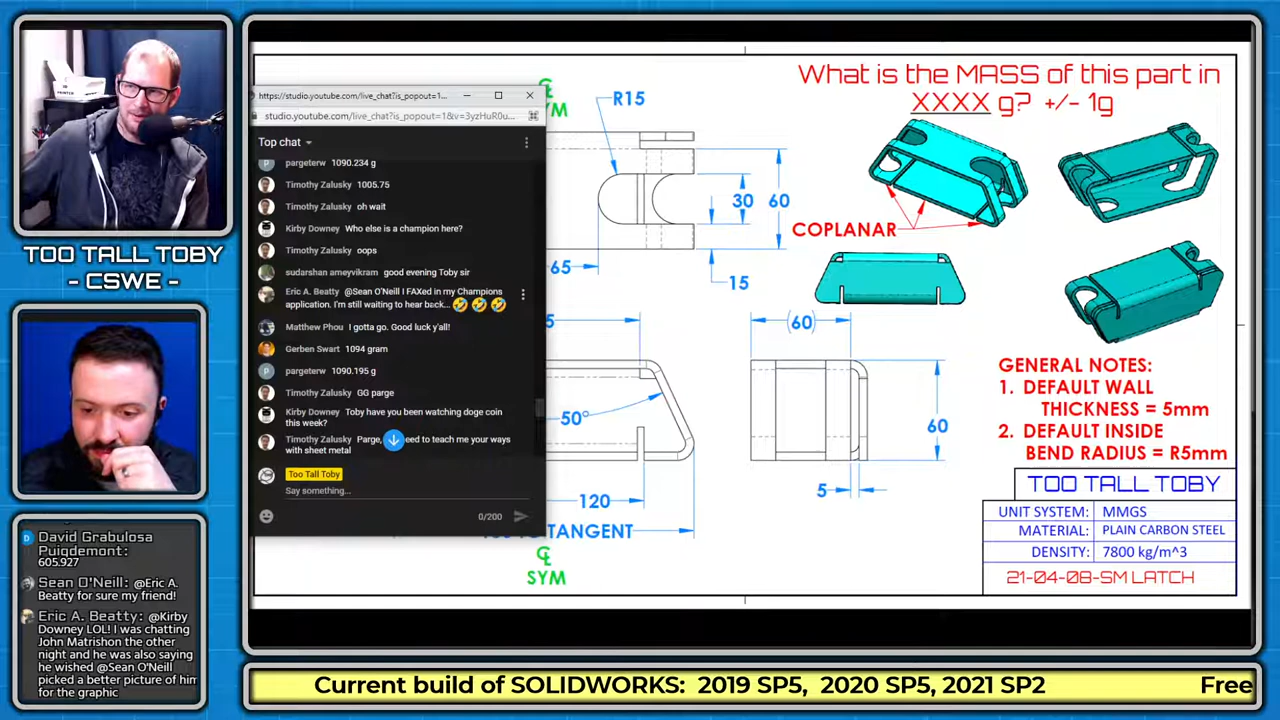 TOO TALL TOBY
- CSWE -
David Grabulosa
Puigdemont:
605.927
Sean O'Neill: @Eric A.
Beatty for sure my friend!
Eric A. Beatty: @Kirby
Downey LOL! I was chatting
John Matrishon the other
night and he was also saying
he wished @Sean O'Neill
picked a better picture of him
for the graphic
https://studio.youtube.com/live_chat?is_popout=1...
studio.youtube.com/live_chat?is_popout=1&v=3yzHuR0u...
Top chat
pargeterw 1090.234 g
Timothy Zalusky 1005.75
Timothy Zalusky oh wait
Kirby Downey Who else is a champion here?
Timothy Zalusky oops
sudarshan ameyvikram good evening Toby sir
Eric A. Beatty @Sean O'Neill I FAXed in my Champions
application. I'm still waiting to hear back... 🤣 🤣 🤣
Matthew Phou I gotta go. Good luck y'all!
Gerben Swart 1094 gram
pargeterw 1090.195 g
Timothy Zalusky GG parge
Kirby Downey Toby have you been watching doge coin
this week?
Timothy Zalusky Parge, eed to teach me your ways
with sheet metal
Too Tall Toby
Say something...
0/200
SYM
R15
30
60
15
65
5
50°
120
TO TANGENT
℄
SYM
(60)
60
5
What is the MASS of this part in
XXXX g? +/- 1g
COPLANAR
GENERAL NOTES:
1. DEFAULT WALL
THICKNESS = 5mm
2. DEFAULT INSIDE
BEND RADIUS = R5mm
TOO TALL TOBY
UNIT SYSTEM: MMGS
MATERIAL: PLAIN CARBON STEEL
DENSITY: 7800 kg/m^3
21-04-08-SM LATCH
Current build of SOLIDWORKS: 2019 SP5, 2020 SP5, 2021 SP2 Free